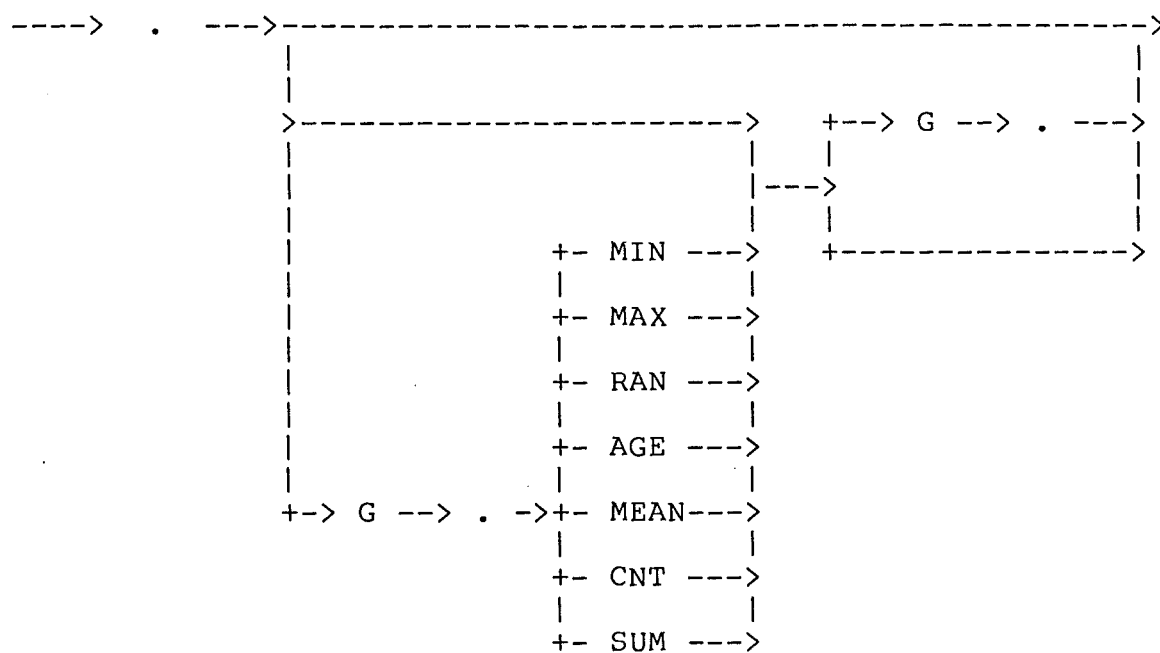 ----> . --->---------------------------------------->
| |
>----------------------> +--> G --> . --->
| | | |
| |---> |
| | | |
+- MIN ---> +--------------->
+- MAX --->
+- RAN --->
+- AGE --->
+-> G --> . ->+- MEAN--->
+- CNT --->
+- SUM --->